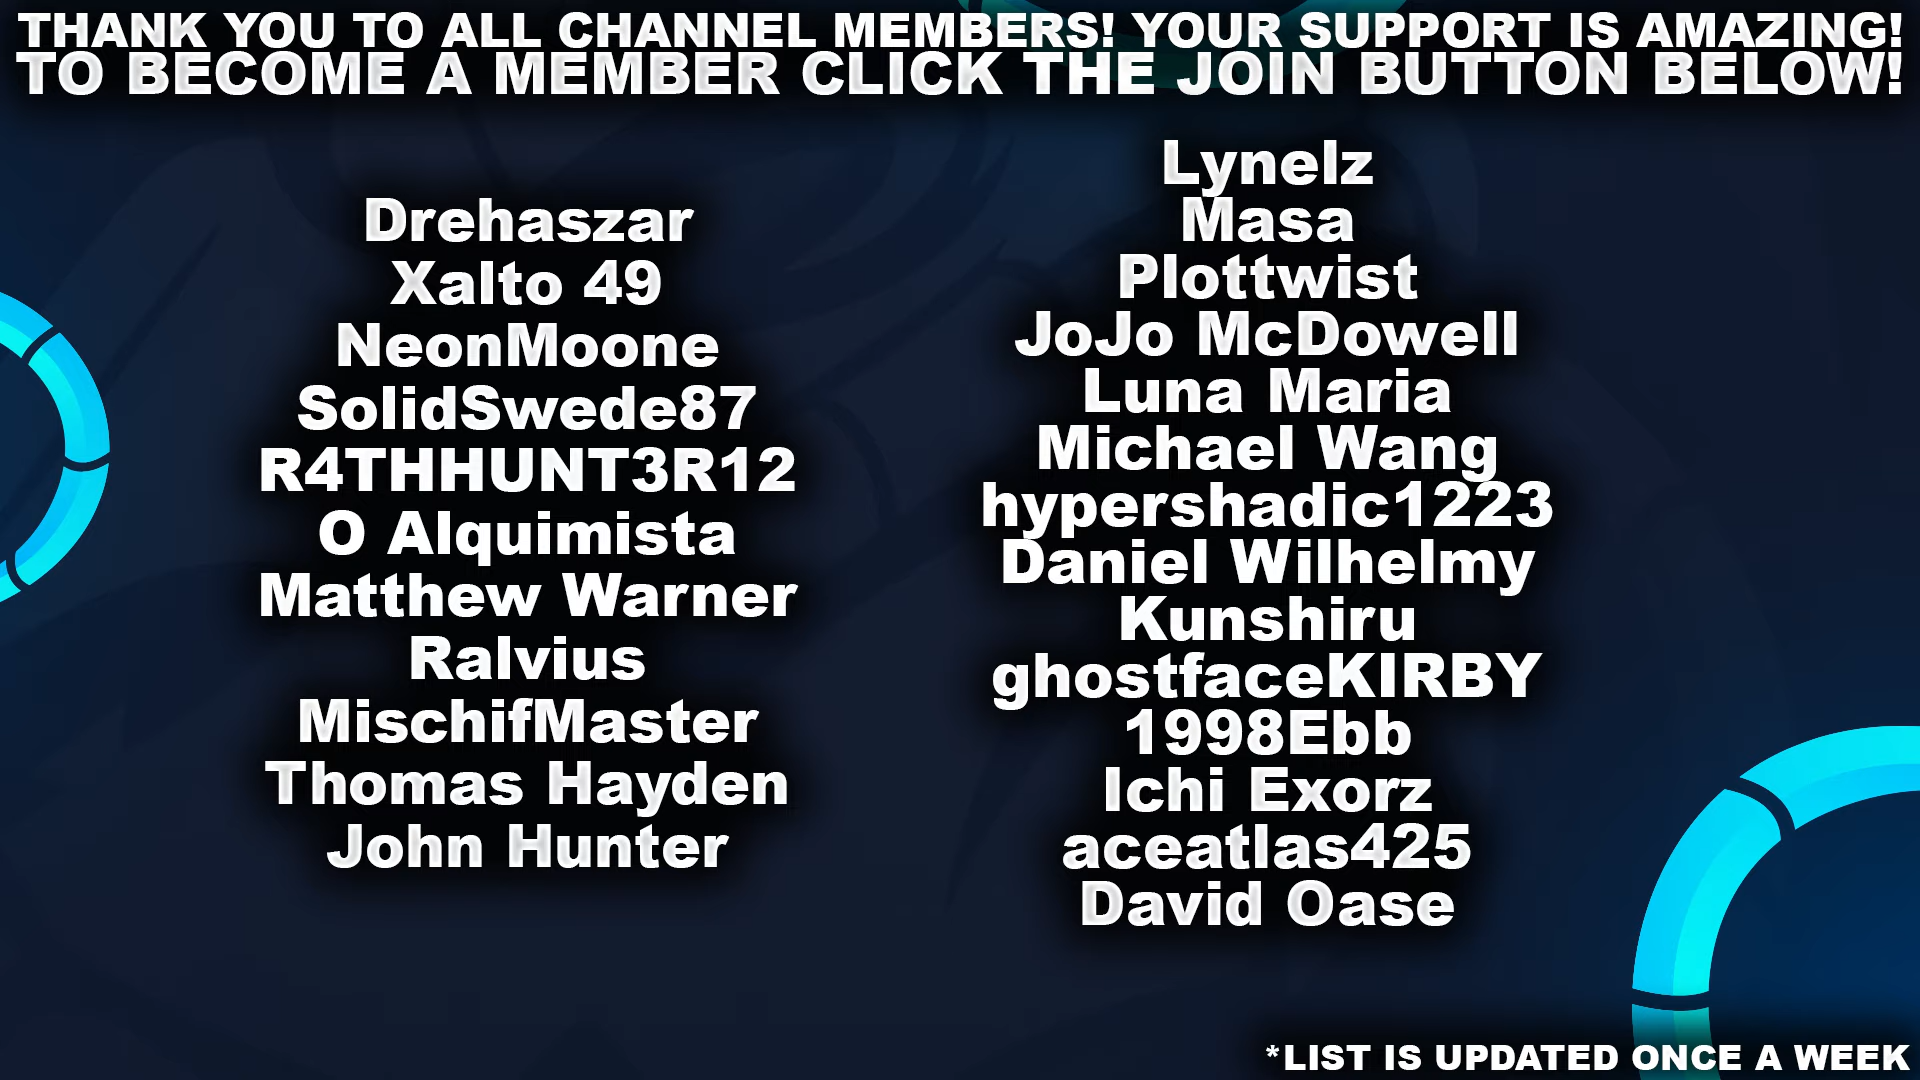 THANK YOU TO ALL CHANNEL MEMBERS! YOUR SUPPORT IS AMAZING!
TO BECOME A MEMBER CLICK THE JOIN BUTTON BELOW!
Drehaszar
Xalto 49
NeonMoone
SolidSwede87
R4THHUNT3R12
O Alquimista
Matthew Warner
Ralvius
MischifMaster
Thomas Hayden
John Hunter
Lynelz
Masa
Plottwist
JoJo McDowell
Luna Maria
Michael Wang
hypershadic1223
Daniel Wilhelmy
Kunshiru
ghostfaceKIRBY
1998Ebb
Ichi Exorz
aceatlas425
David Oase
*LIST IS UPDATED ONCE A WEEK